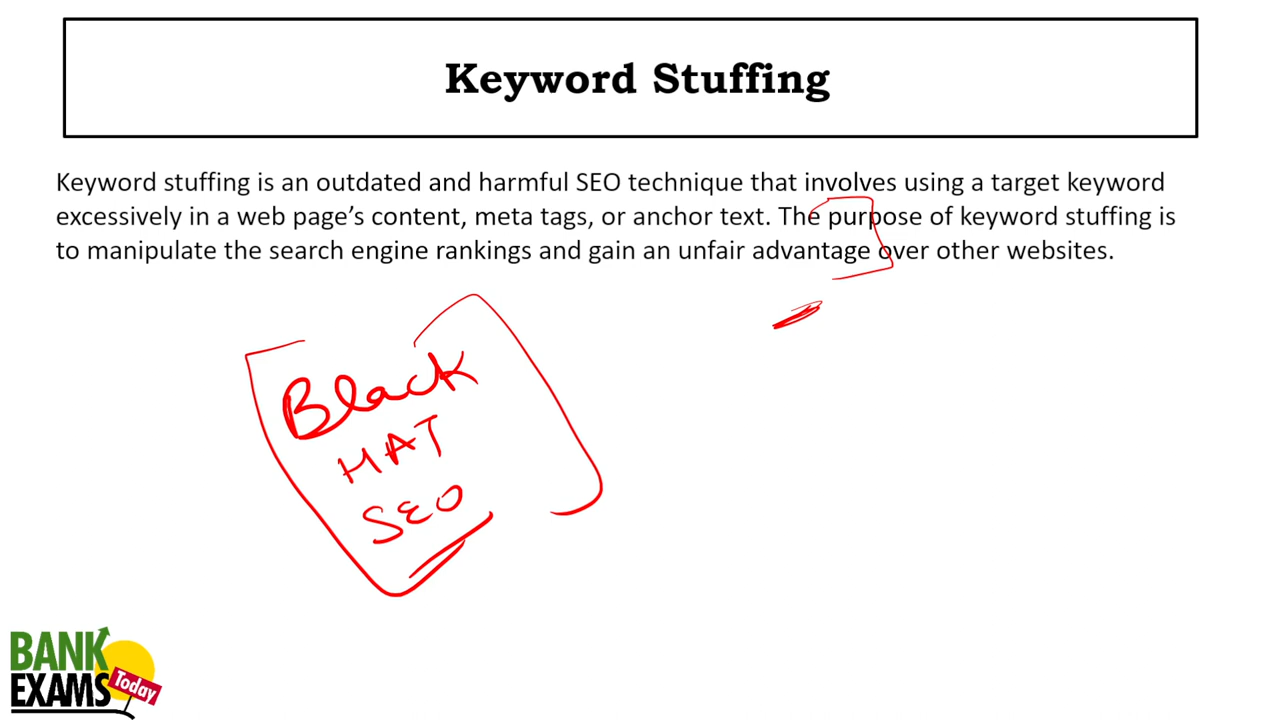 Keyword Stuffing
Keyword stuffing is an outdated and harmful SEO technique that involves using a target keyword
excessively in a web page’s content, meta tags, or anchor text. The purpose of keyword stuffing is
to manipulate the search engine rankings and gain an unfair advantage over other websites.
Black
HAT
SEO
BANK
EXAMS
Today